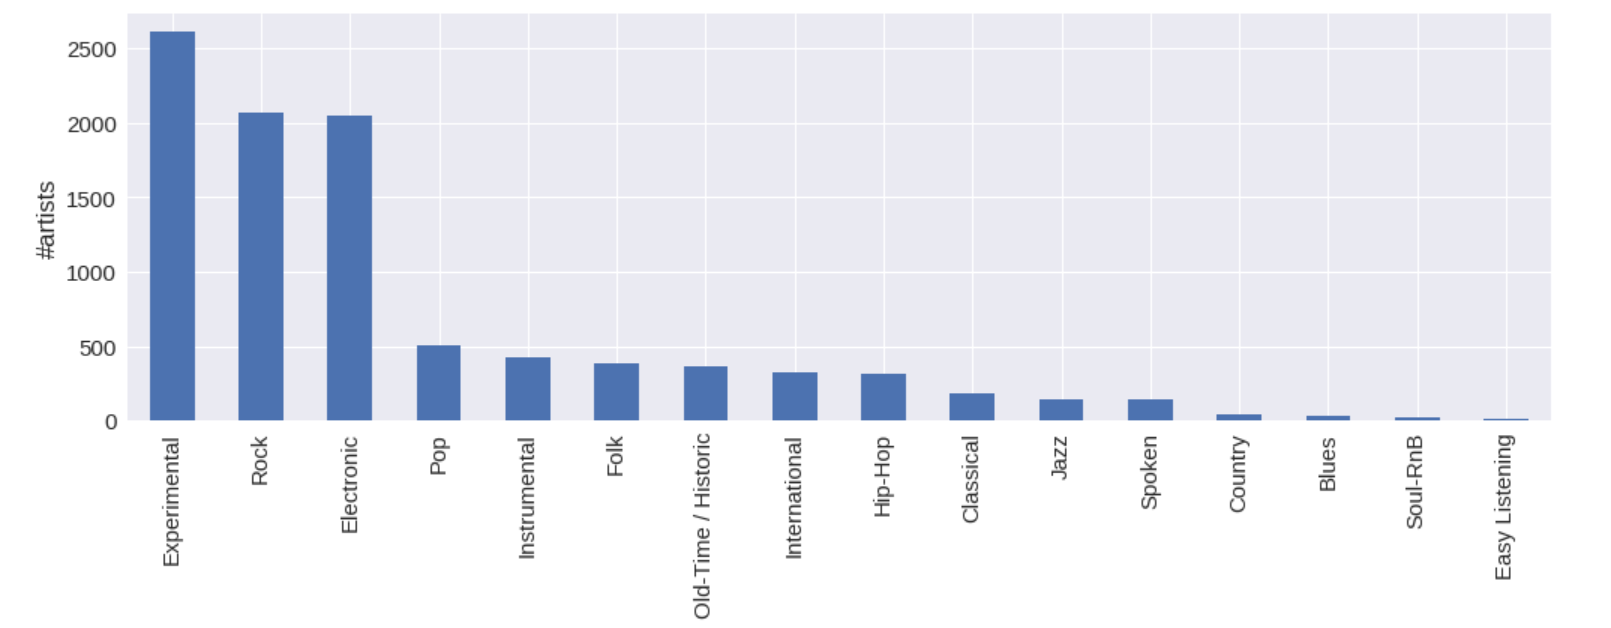 2500
2000
1500
1000
500
0
#artists
Experimental
Rock
Electronic
Pop
Instrumental
Folk
Old-Time / Historic
International
Hip-Hop
Classical
Jazz
Spoken
Country
Blues
Soul-RnB
Easy Listening